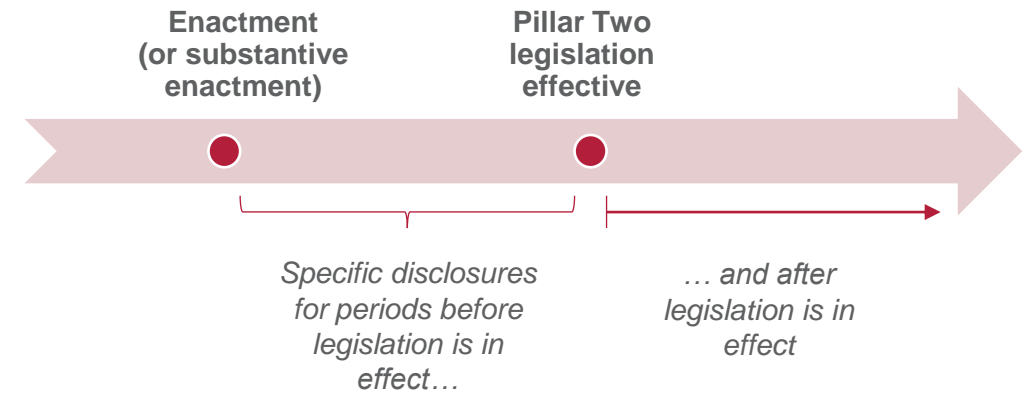 Enactment
(or substantive
enactment)
Pillar Two
legislation
effective
Specific disclosures
for periods before
legislation is in
effect…
… and after
legislation is in
effect